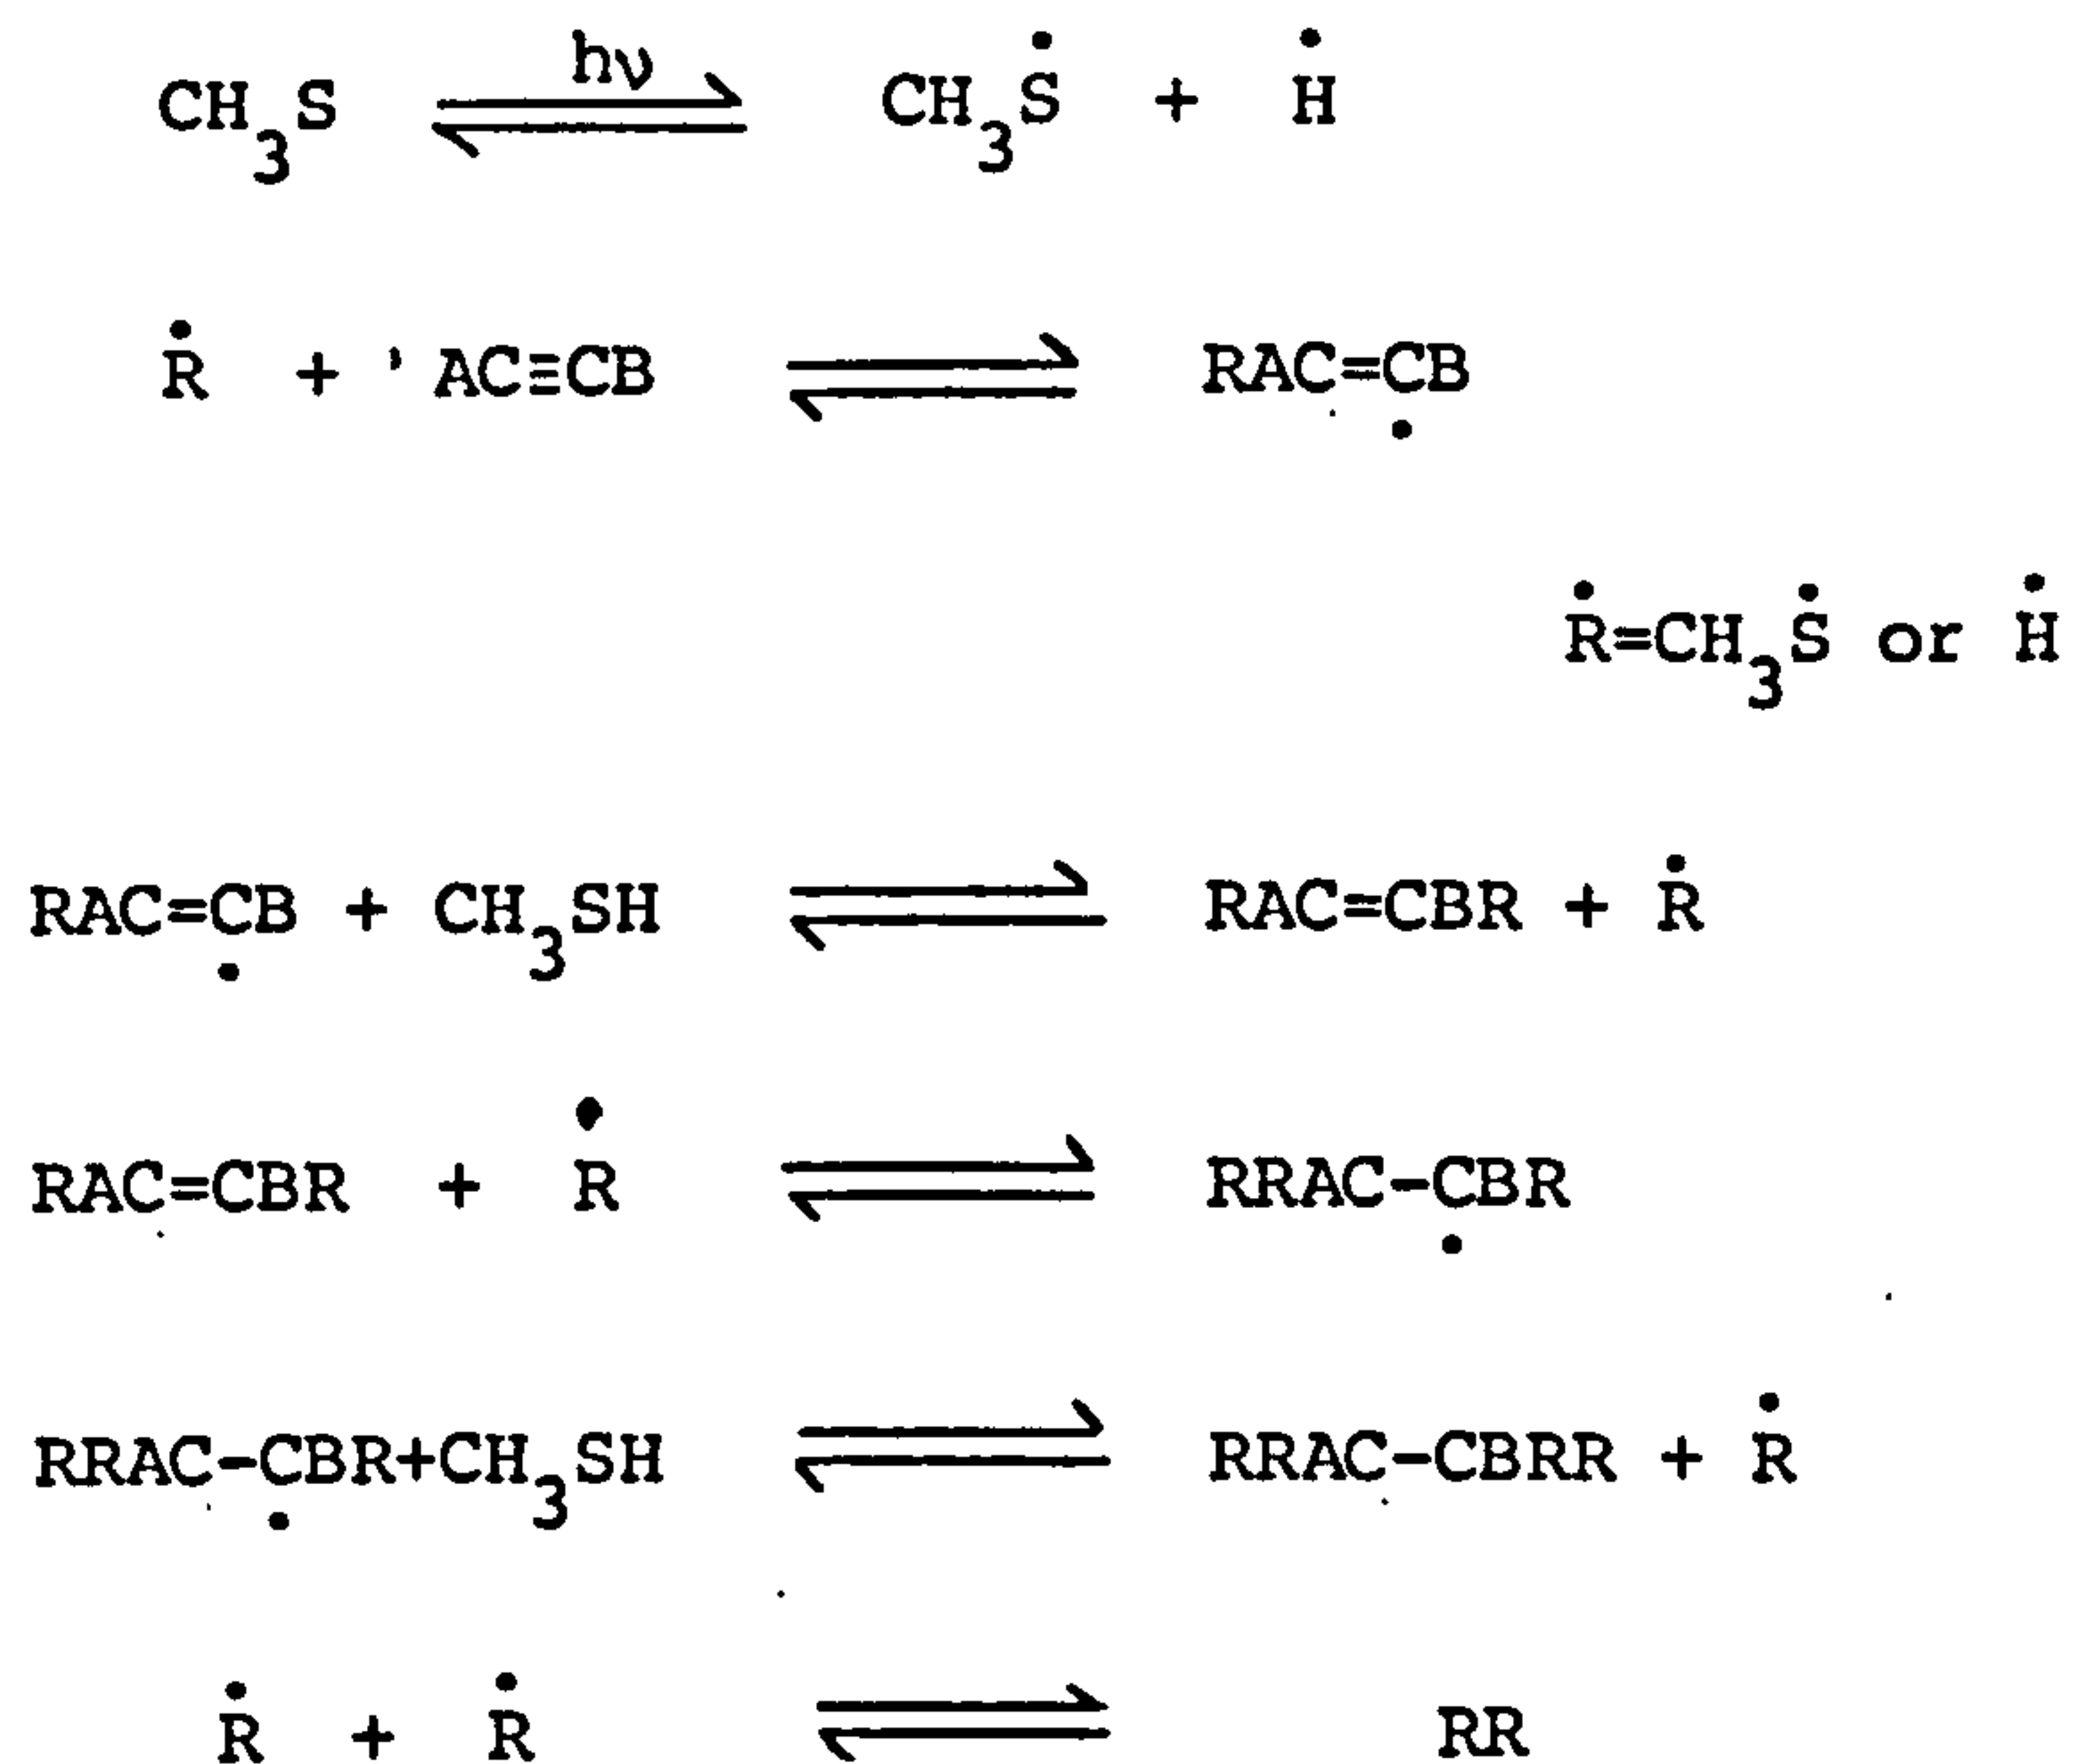 CH₃S ⇌ hν CH₃Ṡ + Ḣ
Ṙ + ' AC≡CB ⇌ RAC=ĊB
Ṙ=CH₃Ṡ or Ḣ
RAC=ĊB + CH₃SH ⇌ RAC=CBR + Ṙ
RAC=CBR + Ṙ ⇌ RRAC-ĊBR
RRAC-ĊBR+CH₃SH ⇌ RRAC-CBRR + Ṙ
Ṙ + Ṙ ⇌ RR